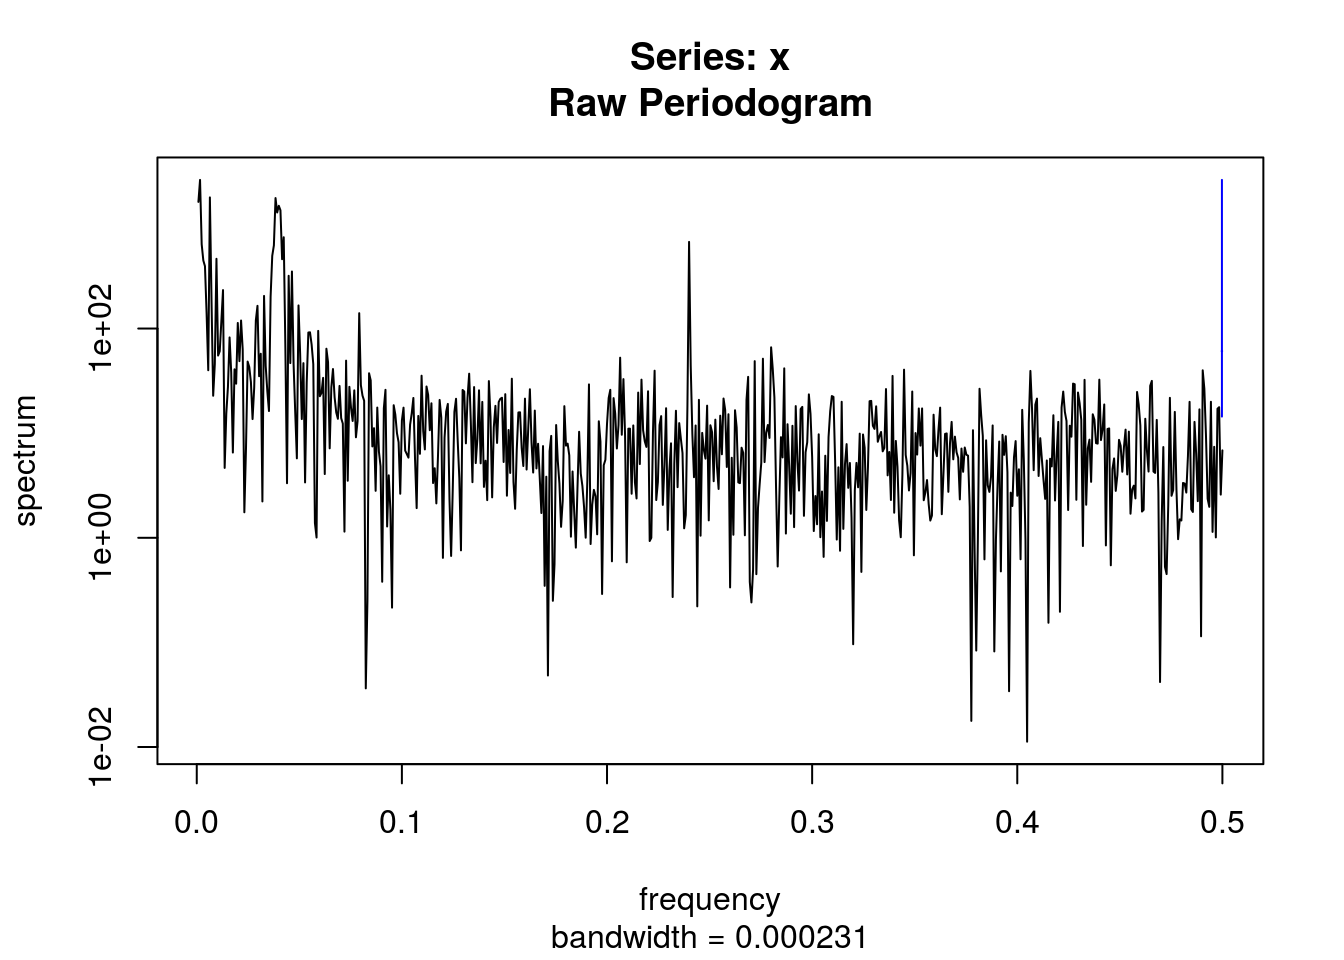 Series: x
Raw Periodogram
spectrum
1e+02
1e+00
1e-02
0.0 0.1 0.2 0.3 0.4 0.5
frequency
bandwidth = 0.000231